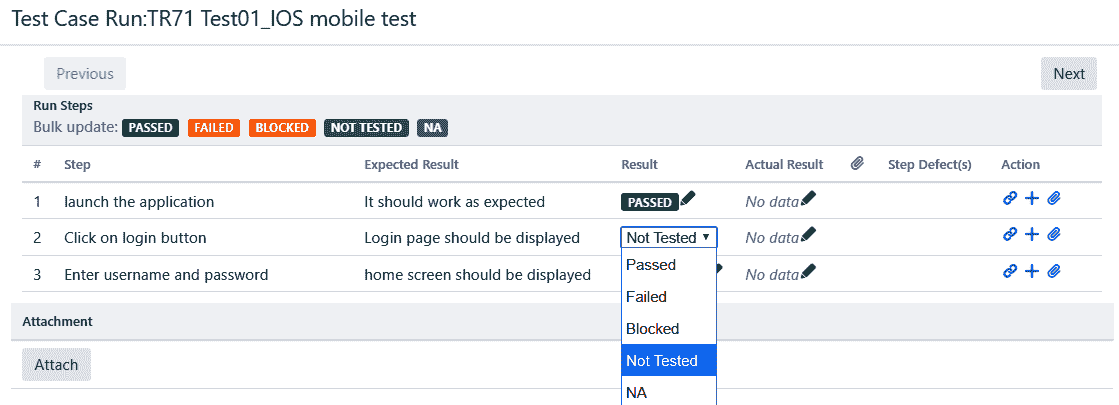 Test Case Run:TR71 Test01_IOS mobile test
Previous
Next
Run Steps
Bulk update: PASSED FAILED BLOCKED NOT TESTED NA
# Step Expected Result Result Actual Result Step Defect(s) Action
1 launch the application It should work as expected PASSED No data
2 Click on login button Login page should be displayed Not Tested No data
Passed
3 Enter username and password home screen should be displayed No data
Failed
Attachment
Blocked
Not Tested
Attach
NA